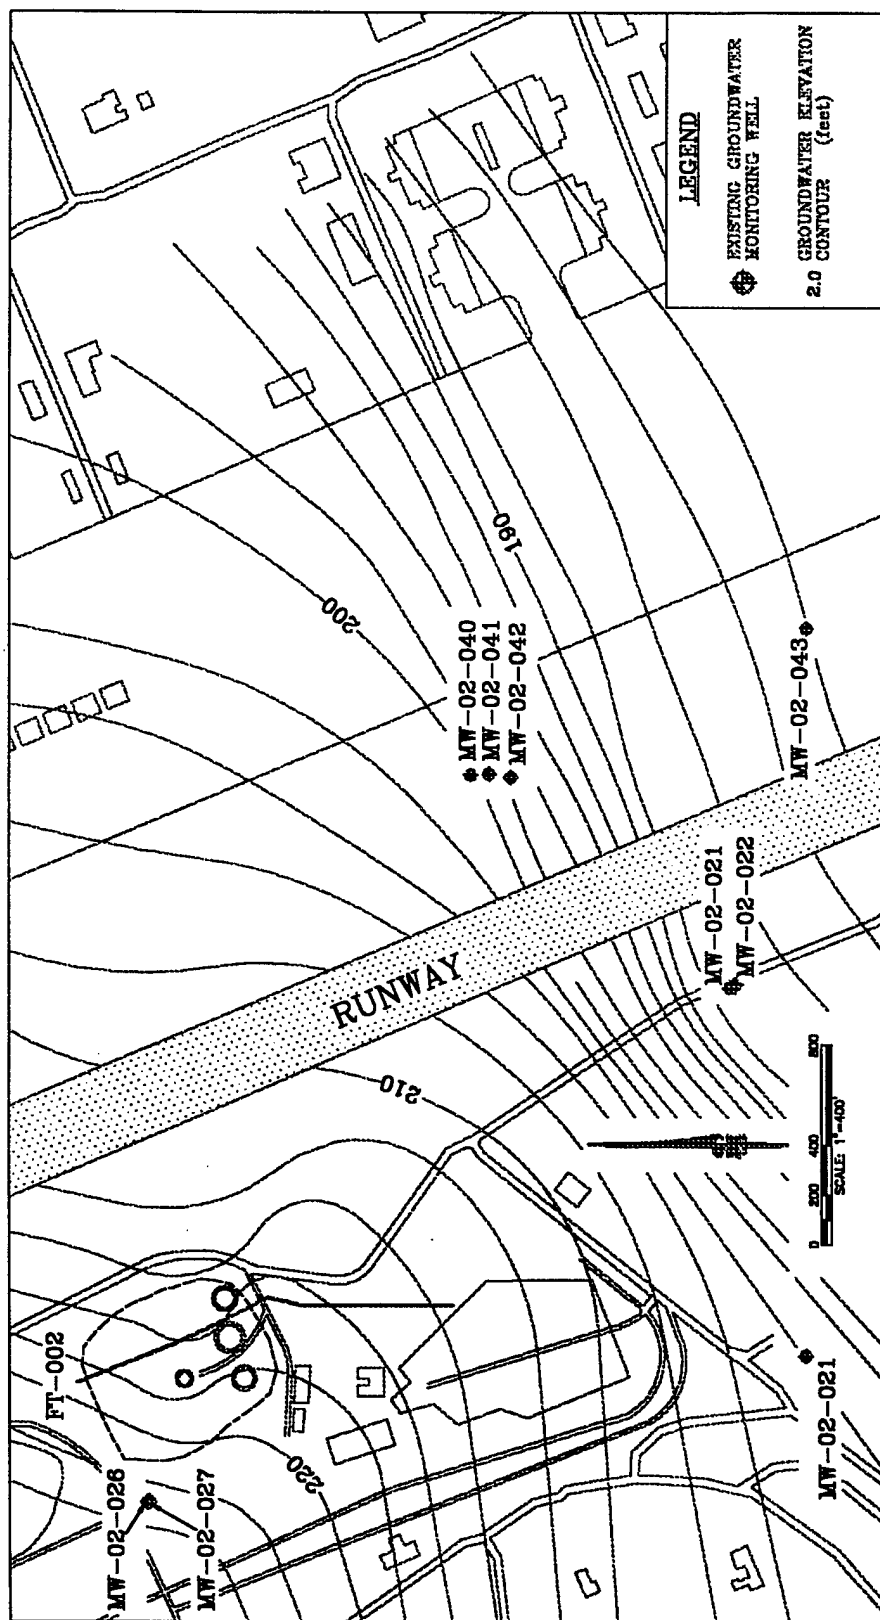 FT-002
MW-02-026
MW-02-027
220
210
RUNWAY
200
190
MW-02-040
MW-02-041
MW-02-042
MW-02-043
MW-02-021
MW-02-022
MW-02-021
0 200 400 800
SCALE: 1"=400'
LEGEND
EXISTING GROUNDWATER
MONITORING WELL
GROUNDWATER ELEVATION
2.0 CONTOUR (feet)